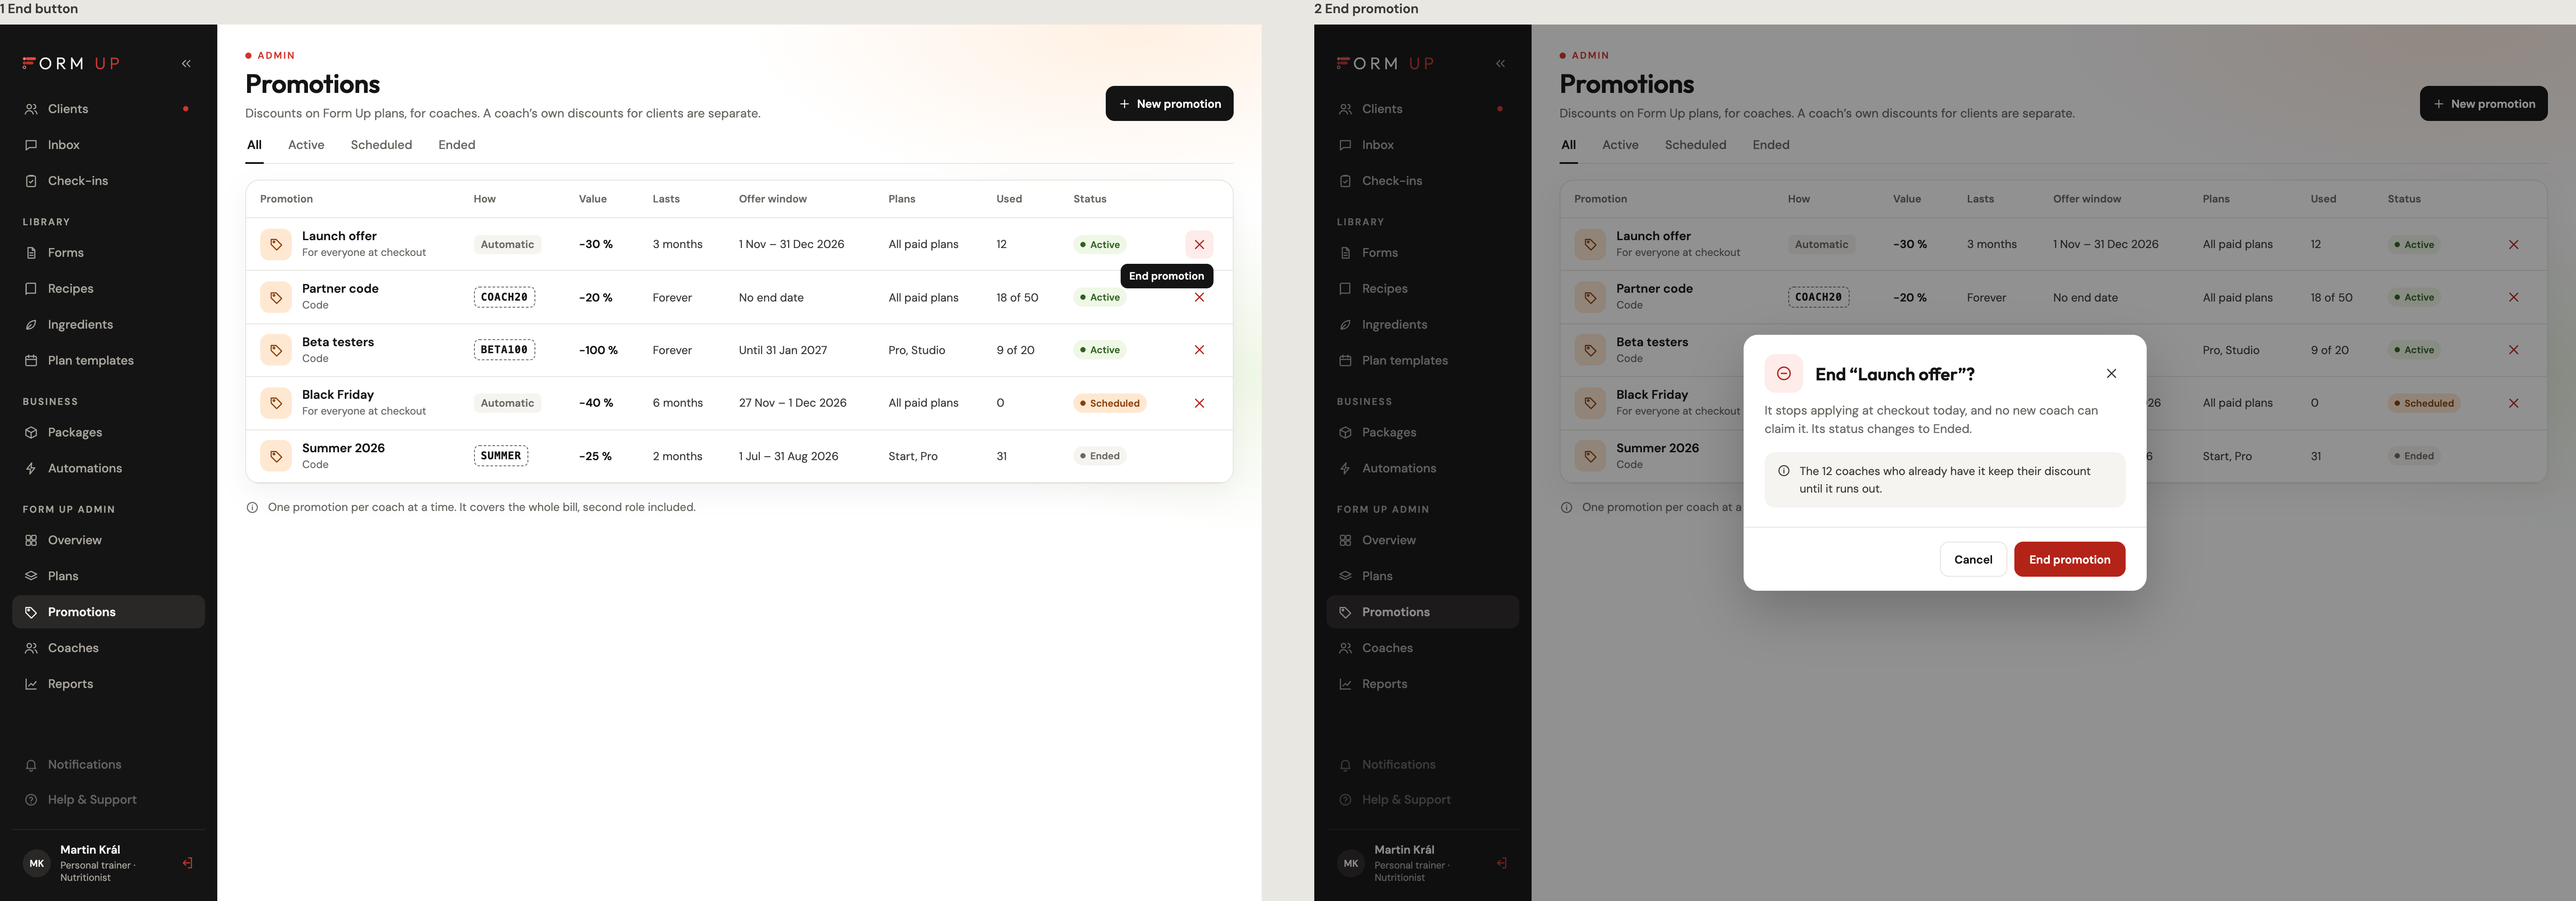 1 End button
FORM UP
Clients
Inbox
Check-ins
LIBRARY
Forms
Recipes
Ingredients
Plan templates
BUSINESS
Packages
Automations
FORM UP ADMIN
Overview
Plans
Promotions
Coaches
Reports
Notifications
Help & Support
MK
Martin Král
Personal trainer ·
Nutritionist
ADMIN
Promotions
Discounts on Form Up plans, for coaches. A coach’s own discounts for clients are separate.
+ New promotion
All Active Scheduled Ended
Promotion How Value Lasts Offer window Plans Used Status
Launch offer
For everyone at checkout
Automatic −30 % 3 months 1 Nov – 31 Dec 2026 All paid plans 12 Active
End promotion
Partner code
Code
COACH20 −20 % Forever No end date All paid plans 18 of 50 Active
Beta testers
Code
BETA100 −100 % Forever Until 31 Jan 2027 Pro, Studio 9 of 20 Active
Black Friday
For everyone at checkout
Automatic −40 % 6 months 27 Nov – 1 Dec 2026 All paid plans 0 Scheduled
Summer 2026
Code
SUMMER −25 % 2 months 1 Jul – 31 Aug 2026 Start, Pro 31 Ended
One promotion per coach at a time. It covers the whole bill, second role included.
2 End promotion
FORM UP
Clients
Inbox
Check-ins
LIBRARY
Forms
Recipes
Ingredients
Plan templates
BUSINESS
Packages
Automations
FORM UP ADMIN
Overview
Plans
Promotions
Coaches
Reports
Notifications
Help & Support
MK
Martin Král
Personal trainer ·
Nutritionist
ADMIN
Promotions
Discounts on Form Up plans, for coaches. A coach’s own discounts for clients are separate.
+ New promotion
All Active Scheduled Ended
Promotion How Value Lasts Offer window Plans Used Status
Launch offer
For everyone at checkout
Automatic −30 % 3 months 1 Nov – 31 Dec 2026 All paid plans 12 Active
Partner code
Code
COACH20 −20 % Forever No end date All paid plans 18 of 50 Active
Beta testers
Code
Pro, Studio 9 of 20 Active
Black Friday
For everyone at checkout
26 All paid plans 0 Scheduled
Summer 2026
Code
6 Start, Pro 31 Ended
One promotion per coach at a
End “Launch offer”?
It stops applying at checkout today, and no new coach can
claim it. Its status changes to Ended.
The 12 coaches who already have it keep their discount
until it runs out.
Cancel
End promotion